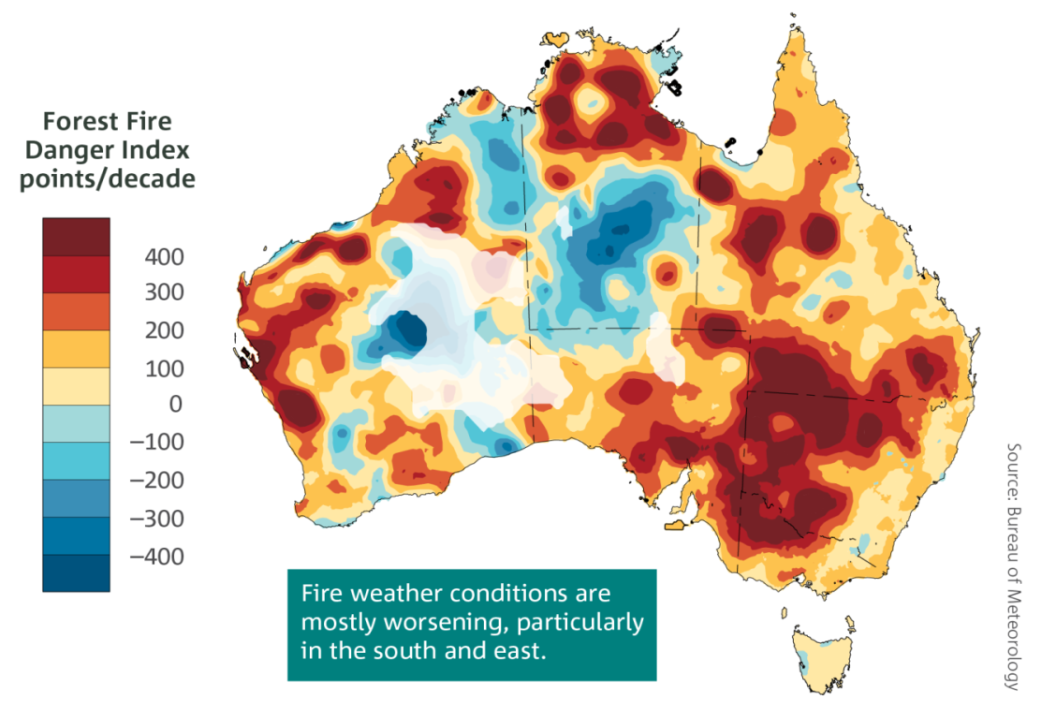 Forest Fire
Danger Index
points/decade
400
300
200
100
0
−100
−200
−300
−400
Fire weather conditions are
mostly worsening, particularly
in the south and east.
Source: Bureau of Meteorology